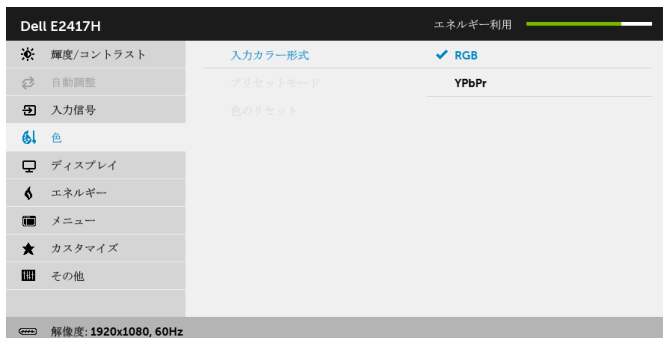 Dell E2417H エネルギー利用
輝度/コントラスト 入力カラー形式 RGB
自動調整 プリセットモード YPbPr
入力信号 色のリセット
色
ディスプレイ
エネルギー
メニュー
カスタマイズ
その他
解像度: 1920x1080, 60Hz